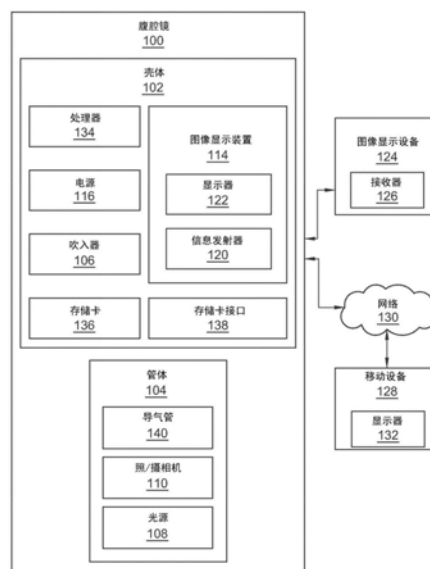 腹腔镜
100
壳体
102
处理器
134
电源
116
吹入器
106
存储卡
136
图像显示装置
114
显示器
122
信息发射器
120
存储卡接口
138
管体
104
导气管
140
照/摄相机
110
光源
108
图像显示设备
124
接收器
126
网络
130
移动设备
128
显示器
132